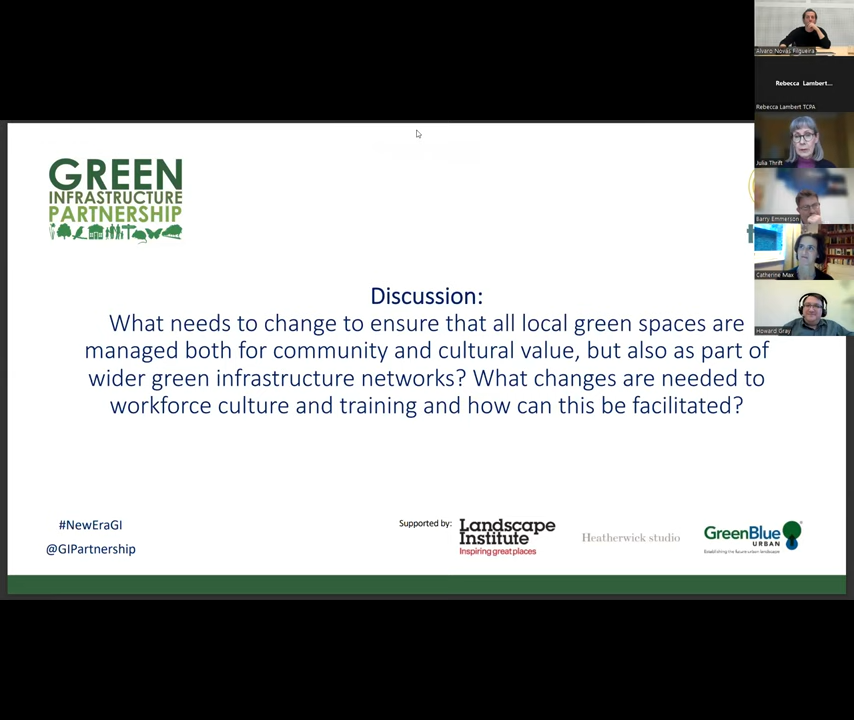 Alvaro Novas Filgueira
Rebecca Lambert...
Rebecca Lambert TCPA
Julia Thrift
Barry Emmerson
Catherine Max
Howard Gray
GREEN
INFRASTRUCTURE
PARTNERSHIP
Discussion:
What needs to change to ensure that all local green spaces are
managed both for community and cultural value, but also as part of
wider green infrastructure networks? What changes are needed to
workforce culture and training and how can this be facilitated?
#NewEraGI
@GIPartnership
Supported by:
Landscape
Institute
Inspiring great places
Heatherwick studio
GreenBlue
URBAN
Establishing the future urban landscape